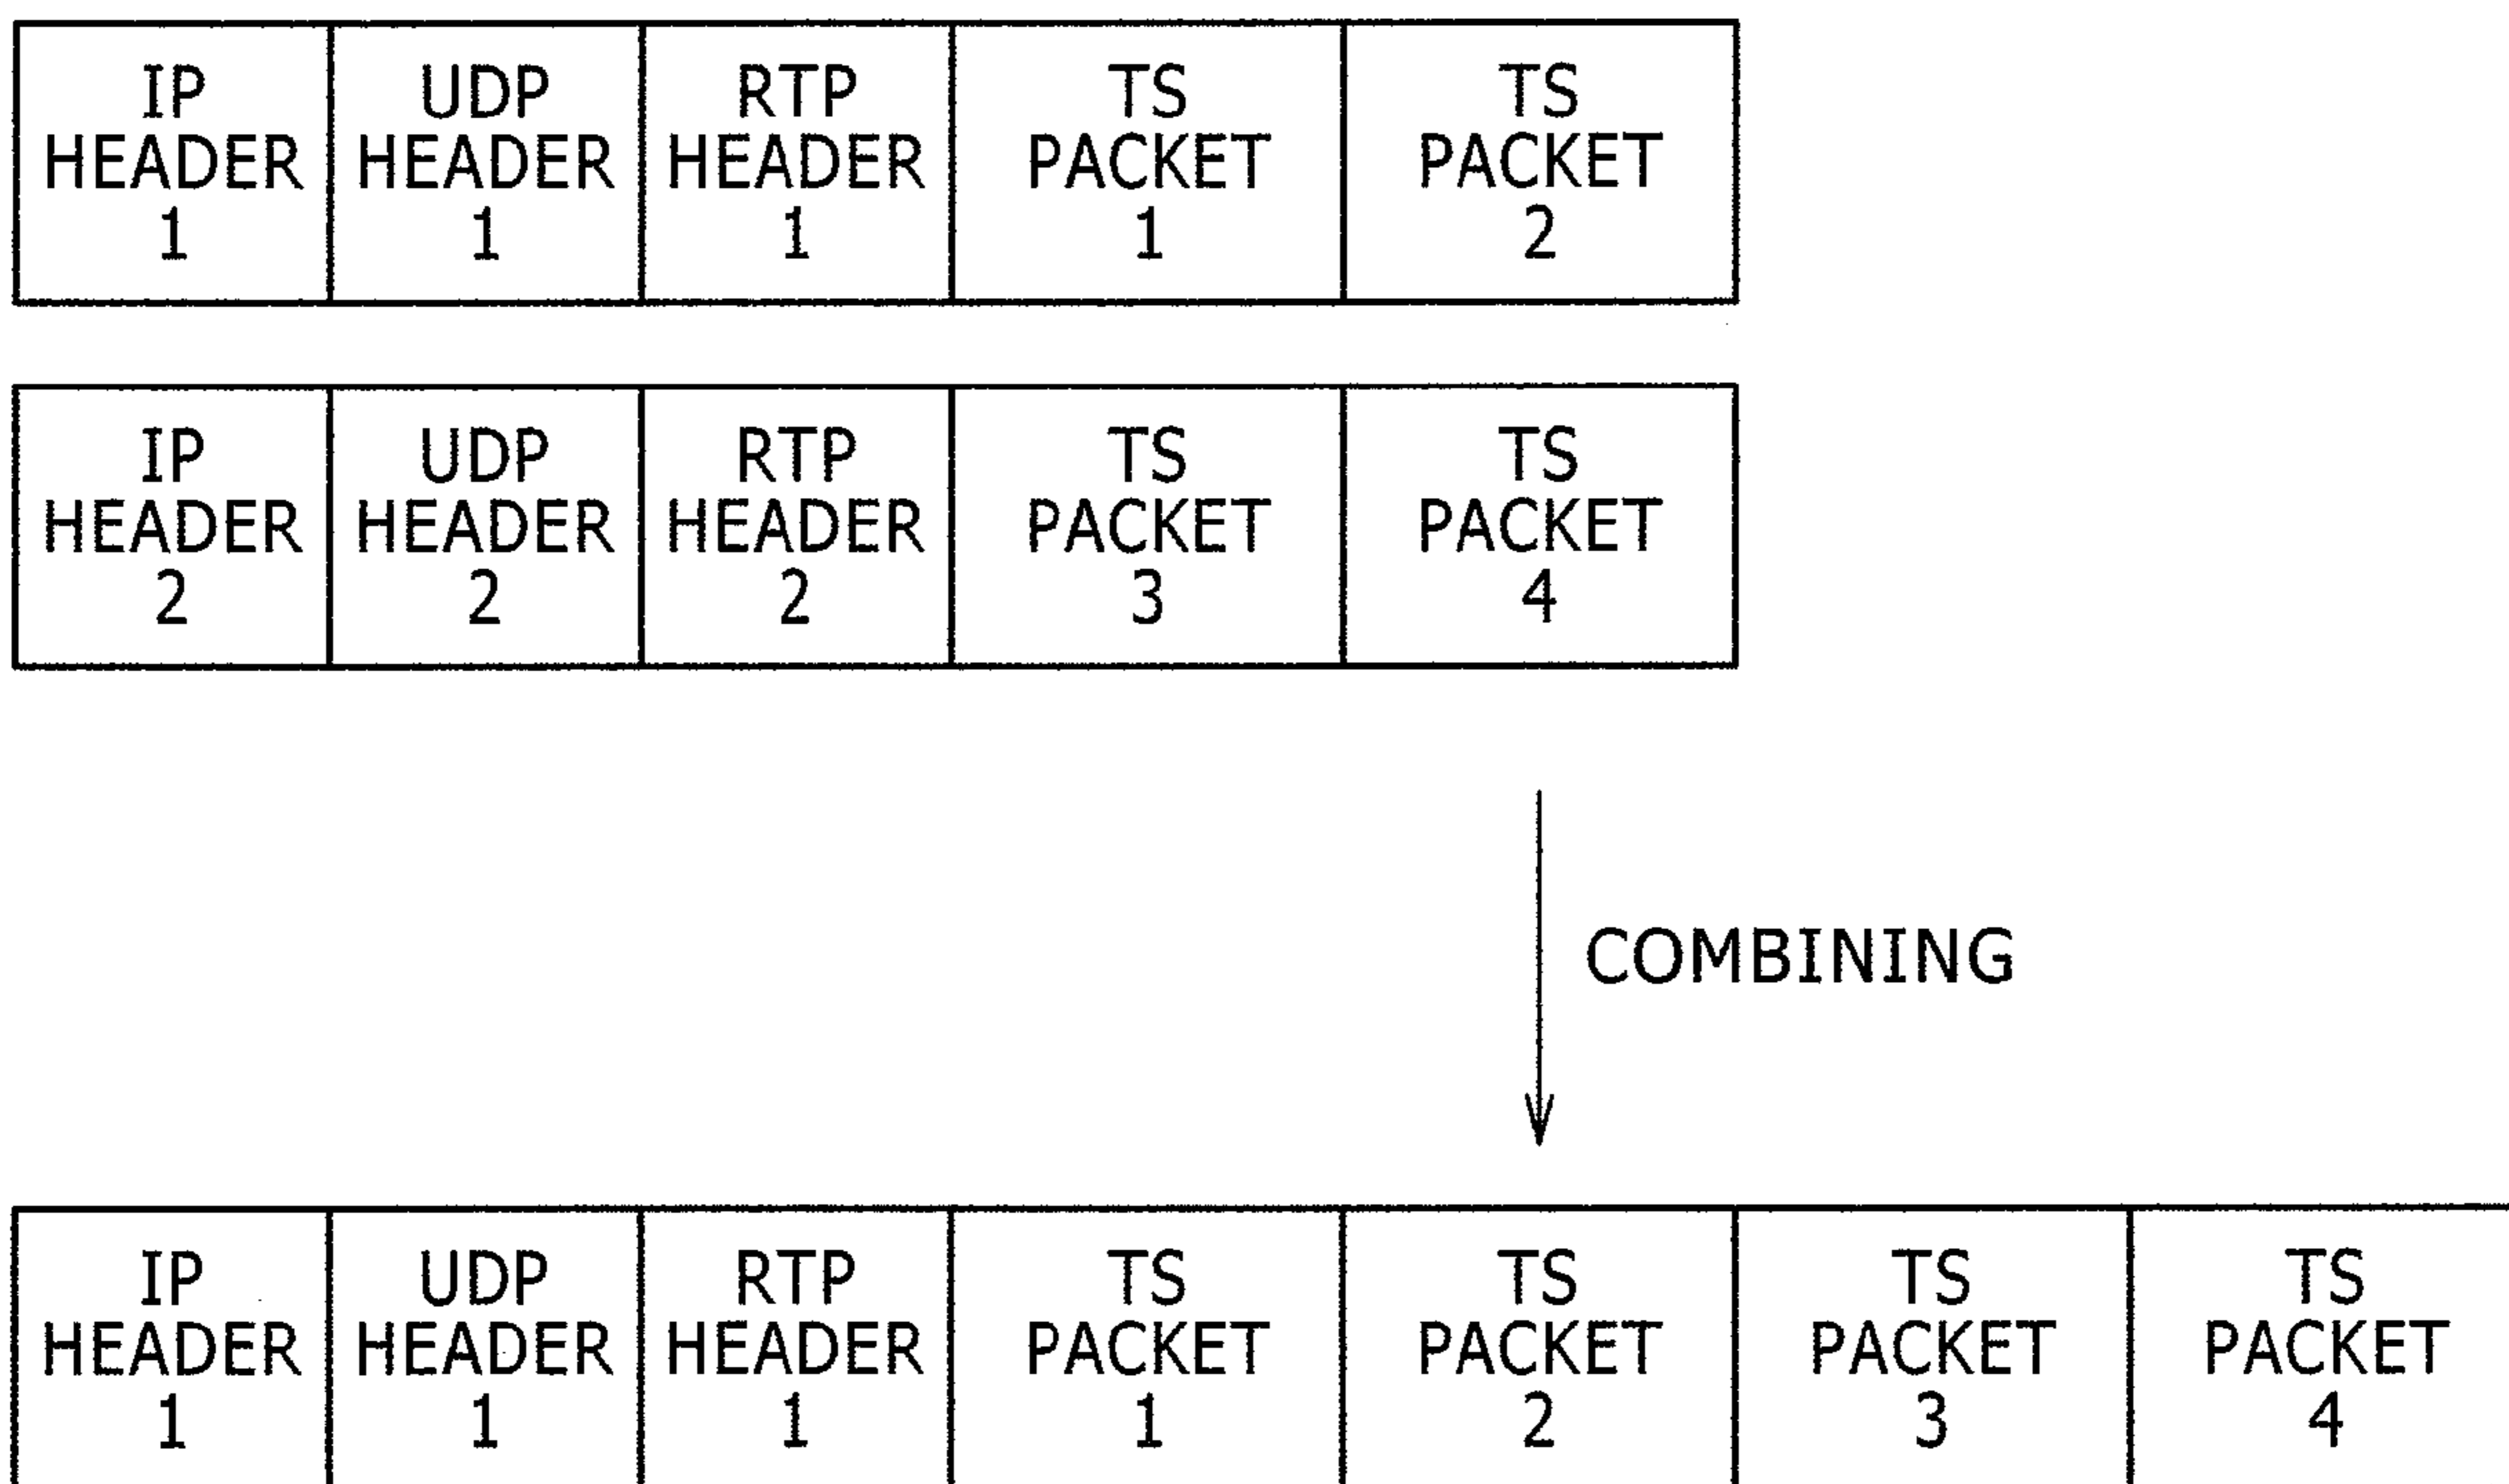 IP UDP RTP TS TS
HEADER HEADER HEADER PACKET PACKET
1 1 1 1 2
IP UDP RTP TS TS
HEADER HEADER HEADER PACKET PACKET
2 2 2 3 4
COMBINING
IP UDP RTP TS TS TS TS
HEADER HEADER HEADER PACKET PACKET PACKET PACKET
1 1 1 1 2 3 4